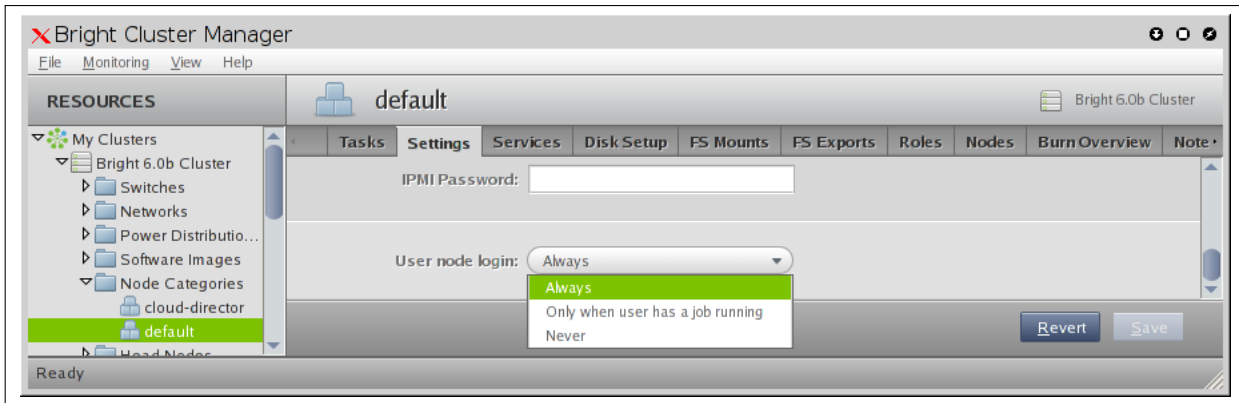 Bright Cluster Manager
File Monitoring View Help
RESOURCES
default
Bright 6.0b Cluster
Tasks Settings Services Disk Setup FS Mounts FS Exports Roles Nodes Burn Overview Note
My Clusters
Bright 6.0b Cluster
Switches
Networks
Power Distributio...
Software Images
Node Categories
cloud-director
default
Head Nodes
IPMI Password:
User node login: Always
Always
Only when user has a job running
Never
Revert Save
Ready